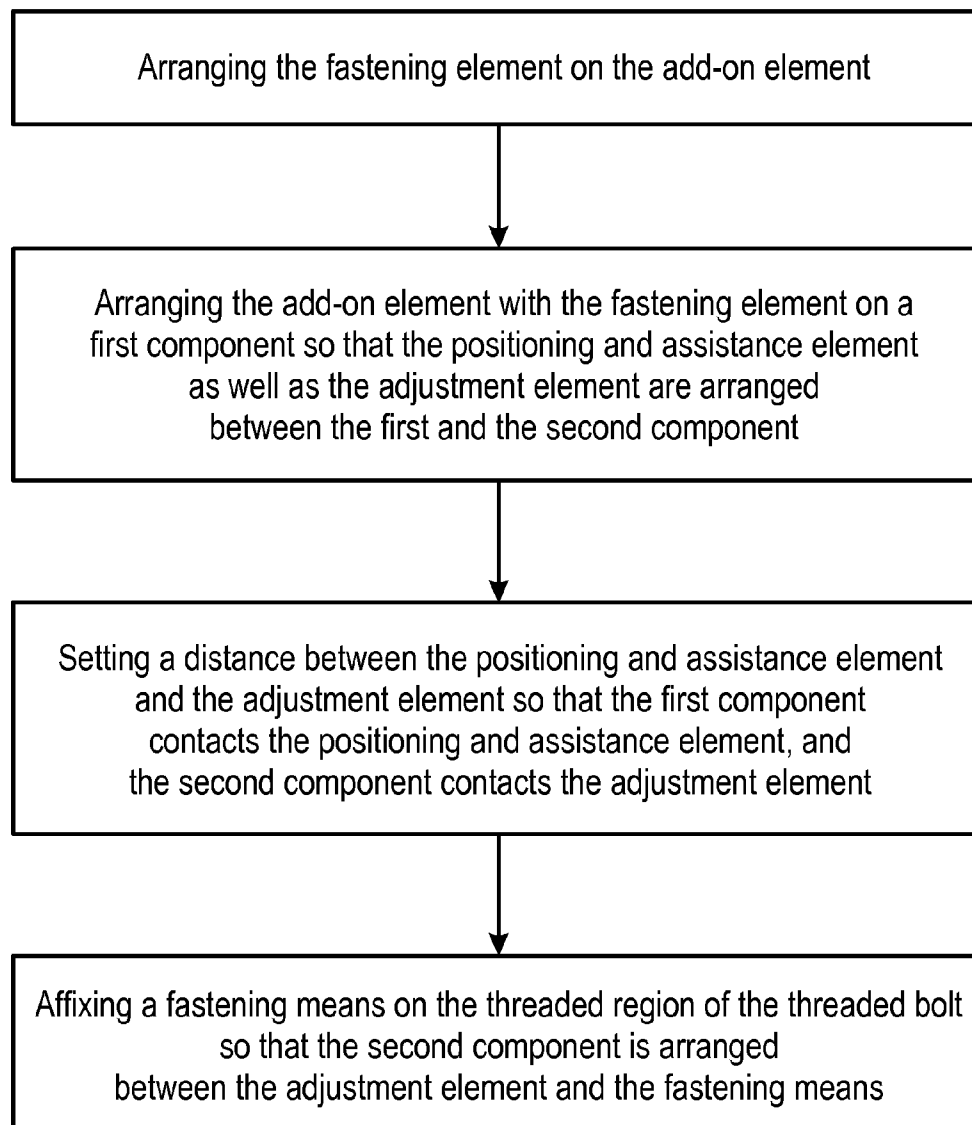 Arranging the fastening element on the add-on element
Arranging the add-on element with the fastening element on a
first component so that the positioning and assistance element
as well as the adjustment element are arranged
between the first and the second component
Setting a distance between the positioning and assistance element
and the adjustment element so that the first component
contacts the positioning and assistance element, and
the second component contacts the adjustment element
Affixing a fastening means on the threaded region of the threaded bolt
so that the second component is arranged
between the adjustment element and the fastening means